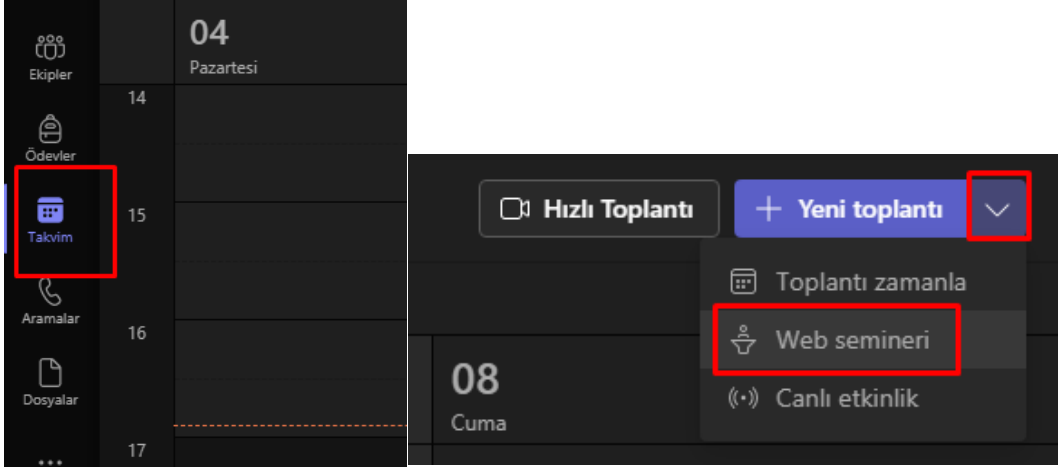 Ekipler
Ödevler
Takvim
Aramalar
Dosyalar
04
Pazartesi
14
15
16
17
Hızlı Toplantı
Yeni toplantı
Toplantı zamanla
Web semineri
Canlı etkinlik
08
Cuma